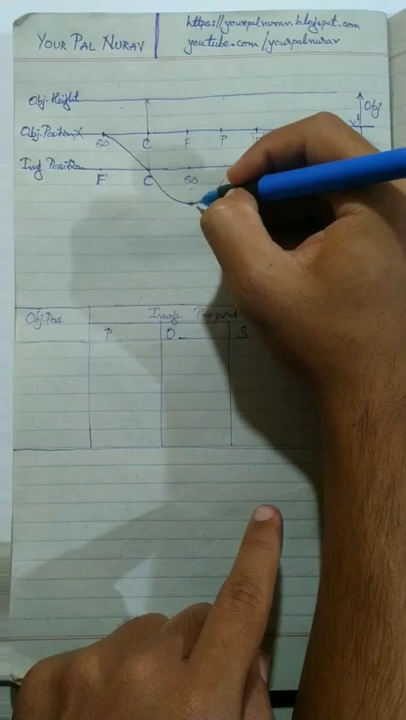 YOUR PAL NURAV
https://yourpalnurav.blogspot.com
youtube.com/yourpalnurav
Obj. Height
Obj
Obj. Position X
∞ C F P
Img Position
F' C ∞
Obj. Pos. Image
P O S